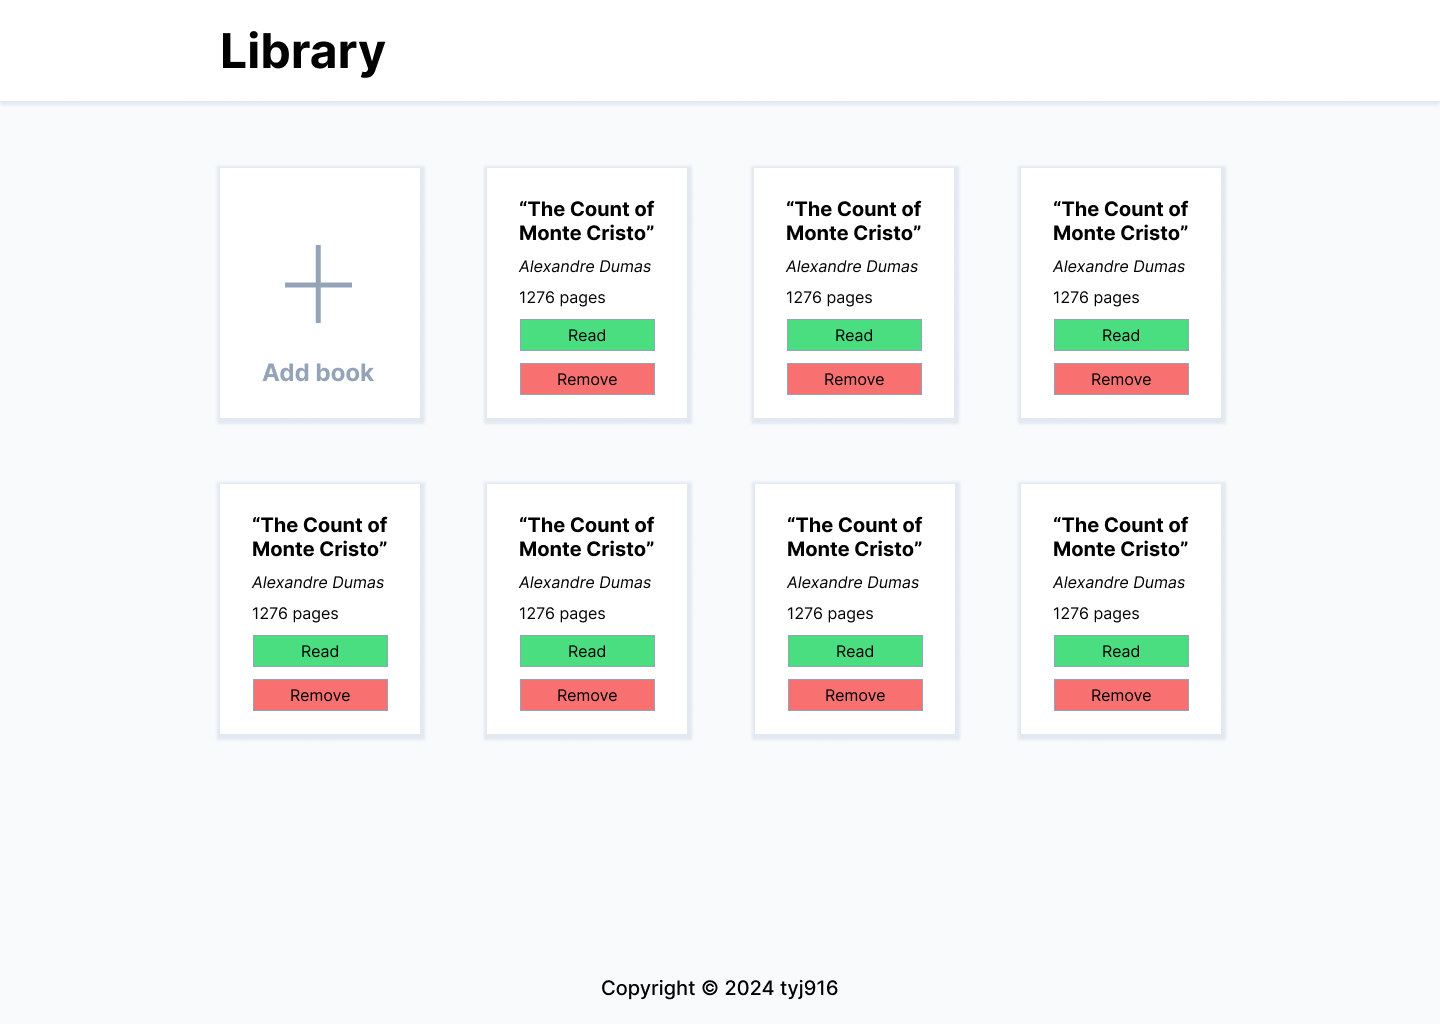 Library
Add book
“The Count of
Monte Cristo”
Alexandre Dumas
1276 pages
Read
Remove
“The Count of
Monte Cristo”
Alexandre Dumas
1276 pages
Read
Remove
“The Count of
Monte Cristo”
Alexandre Dumas
1276 pages
Read
Remove
“The Count of
Monte Cristo”
Alexandre Dumas
1276 pages
Read
Remove
“The Count of
Monte Cristo”
Alexandre Dumas
1276 pages
Read
Remove
“The Count of
Monte Cristo”
Alexandre Dumas
1276 pages
Read
Remove
“The Count of
Monte Cristo”
Alexandre Dumas
1276 pages
Read
Remove
Copyright © 2024 tyj916